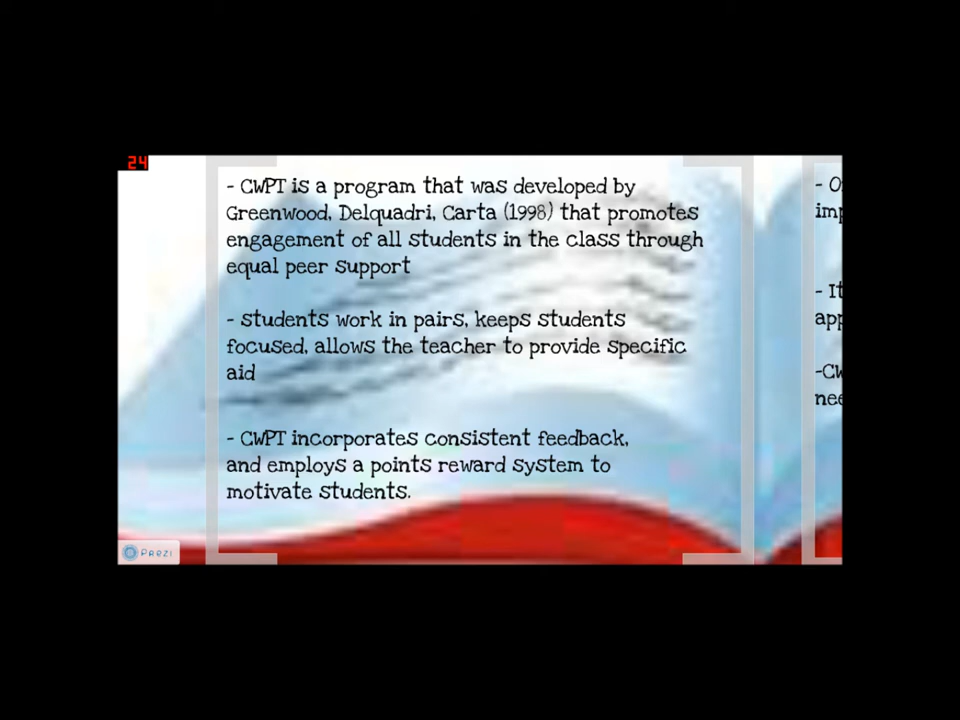 24
- CWPT is a program that was developed by
Greenwood, Delquadri, Carta (1998) that promotes
engagement of all students in the class through
equal peer support
- students work in pairs, keeps students
focused, allows the teacher to provide specific
aid
- CWPT incorporates consistent feedback,
and employs a points reward system to
motivate students.
- It
Prezi